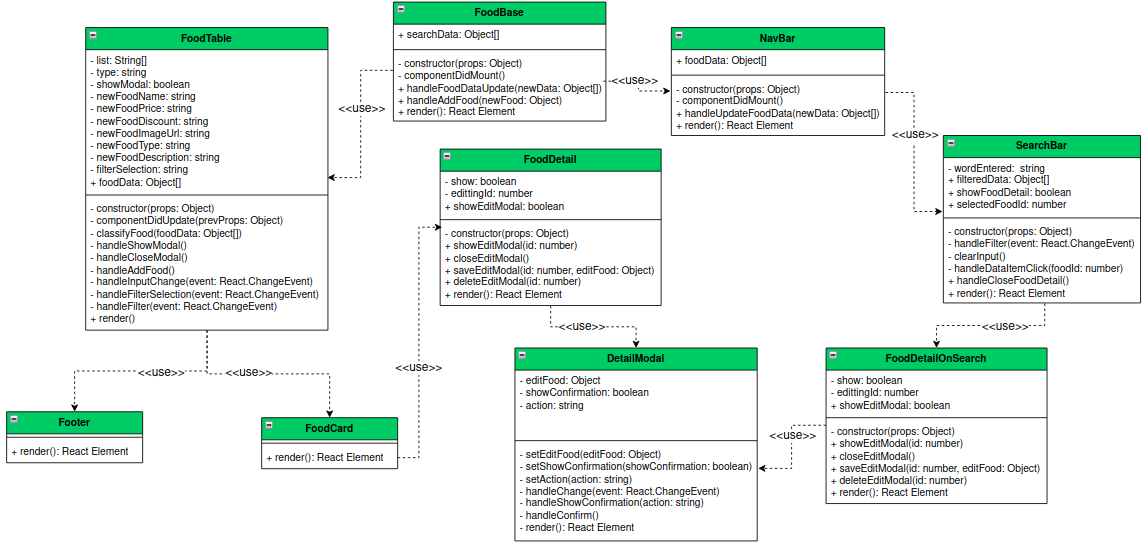 FoodBase
+ searchData: Object[]
- constructor(props: Object)
- componentDidMount()
+ handleFoodDataUpdate(newData: Object[])
+ handleAddFood(newFood: Object)
+ render(): React Element
FoodTable
- list: String[]
- type: string
- showModal: boolean
- newFoodName: string
- newFoodPrice: string
- newFoodDiscount: string
- newFoodImageUrl: string
- newFoodType: string
- newFoodDescription: string
- filterSelection: string
+ foodData: Object[]
- constructor(props: Object)
- componentDidUpdate(prevProps: Object)
- classifyFood(foodData: Object[])
- handleShowModal()
- handleCloseModal()
- handleAddFood()
- handleInputChange(event: React.ChangeEvent)
- handleFilterSelection(event: React.ChangeEvent)
- handleFilter(event: React.ChangeEvent)
+ render()
<<use>>
<<use>>
NavBar
+ foodData: Object[]
- constructor(props: Object)
- componentDidMount()
+ handleUpdateFoodData(newData: Object[])
+ render(): React Element
<<use>>
SearchBar
- wordEntered:  string
+ filteredData: Object[]
+ showFoodDetail: boolean
+ selectedFoodId: number
- constructor(props: Object)
- handleFilter(event: React.ChangeEvent)
- clearInput()
- handleDataItemClick(foodId: number)
+ handleCloseFoodDetail()
+ render(): React Element
FoodDetail
- show: boolean
- edittingId: number
+ showEditModal: boolean
- constructor(props: Object)
+ showEditModal(id: number)
+ closeEditModal()
+ saveEditModal(id: number, editFood: Object)
+ deleteEditModal(id: number)
+ render(): React Element
<<use>>
<<use>>
<<use>>
<<use>>
<<use>>
Footer
+ render(): React Element
FoodCard
+ render(): React Element
DetailModal
- editFood: Object
- showConfirmation: boolean
- action: string
- setEditFood(editFood: Object)
- setShowConfirmation(showConfirmation: boolean)
- setAction(action: string)
- handleChange(event: React.ChangeEvent)
- handleShowConfirmation(action: string)
- handleConfirm()
- render(): React Element
<<use>>
FoodDetailOnSearch
- show: boolean
- edittingId: number
+ showEditModal: boolean
- constructor(props: Object)
+ showEditModal(id: number)
+ closeEditModal()
+ saveEditModal(id: number, editFood: Object)
+ deleteEditModal(id: number)
+ render(): React Element